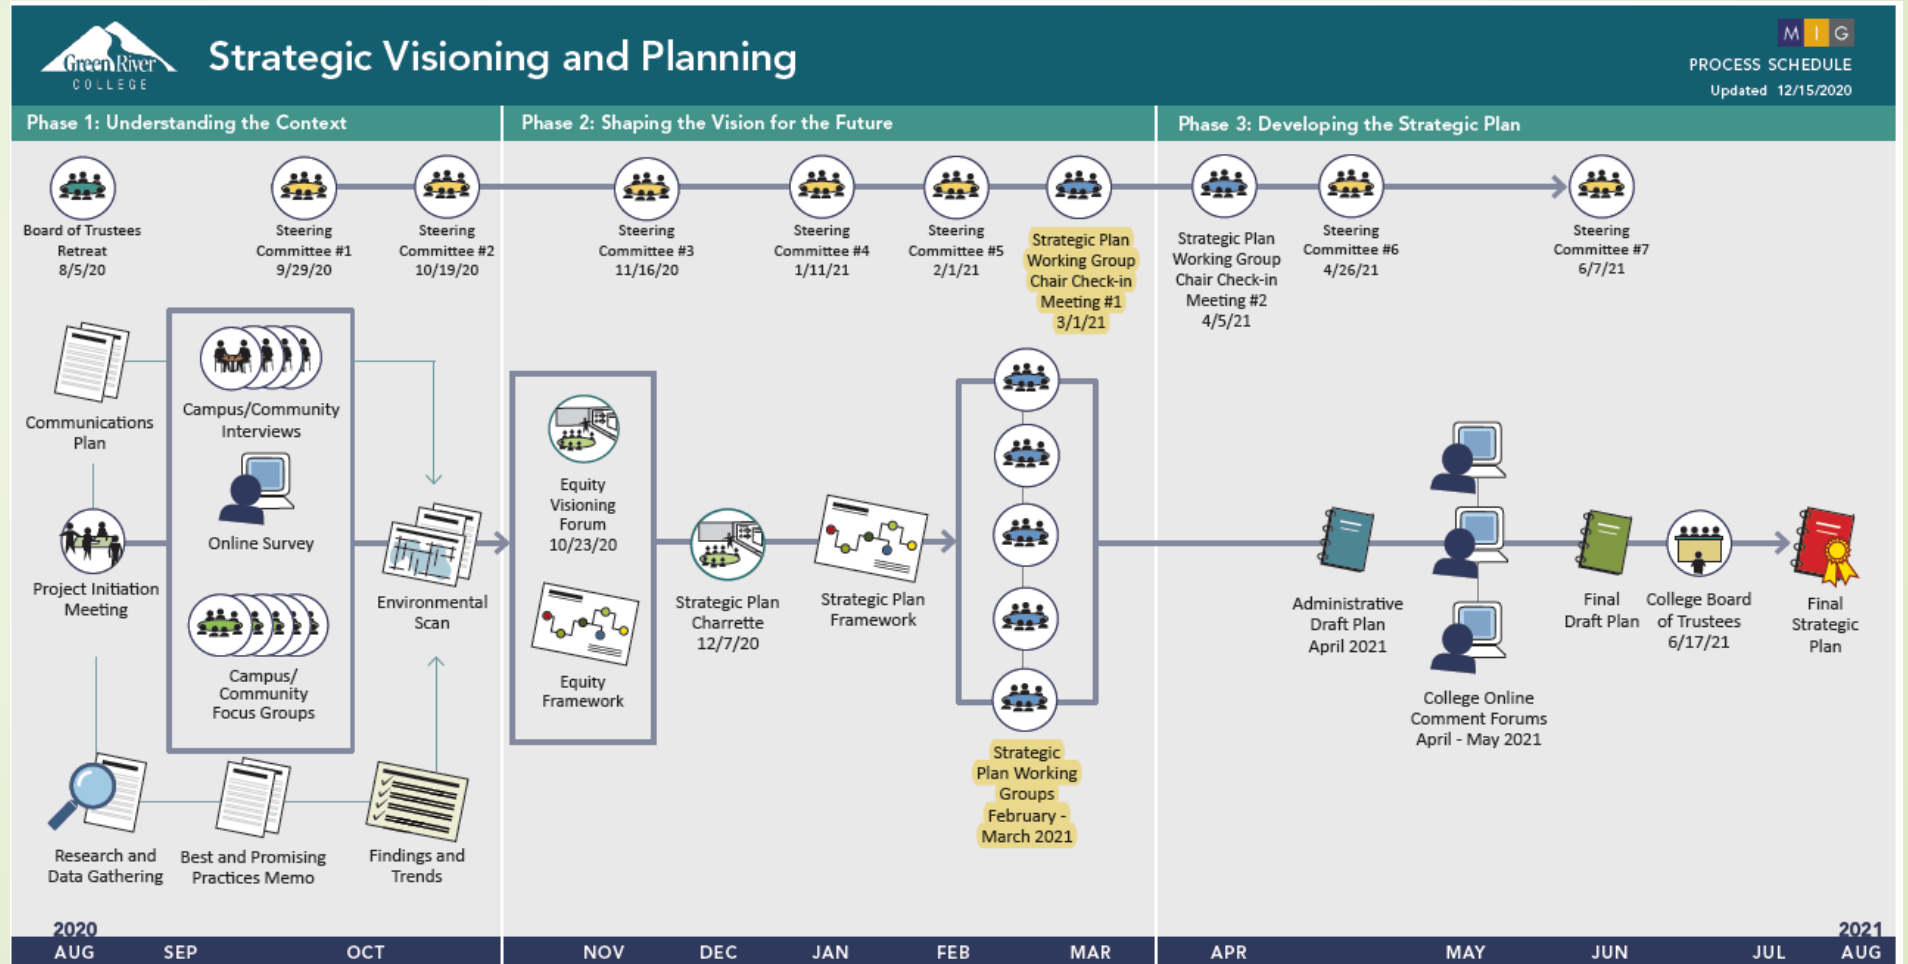 Green River
COLLEGE
Strategic Visioning and Planning
M I G
PROCESS SCHEDULE
Updated 12/15/2020
Phase 1: Understanding the Context
Phase 2: Shaping the Vision for the Future
Phase 3: Developing the Strategic Plan
Board of Trustees
Retreat
8/5/20
Steering
Committee #1
9/29/20
Steering
Committee #2
10/19/20
Steering
Committee #3
11/16/20
Steering
Committee #4
1/11/21
Steering
Committee #5
2/1/21
Strategic Plan
Working Group
Chair Check-in
Meeting #1
3/1/21
Strategic Plan
Working Group
Chair Check-in
Meeting #2
4/5/21
Steering
Committee #6
4/26/21
Steering
Committee #7
6/7/21
Communications
Plan
Project Initiation
Meeting
Research and
Data Gathering
Campus/Community
Interviews
Online Survey
Campus/
Community
Focus Groups
Best and Promising
Practices Memo
Environmental
Scan
Findings and
Trends
Equity
Visioning
Forum
10/23/20
Equity
Framework
Strategic Plan
Charrette
12/7/20
Strategic Plan
Framework
Strategic
Plan Working
Groups
February -
March 2021
Administrative
Draft Plan
April 2021
College Online
Comment Forums
April - May 2021
Final
Draft Plan
College Board
of Trustees
6/17/21
Final
Strategic
Plan
2020
2021
AUG SEP OCT NOV DEC JAN FEB MAR APR MAY JUN JUL AUG